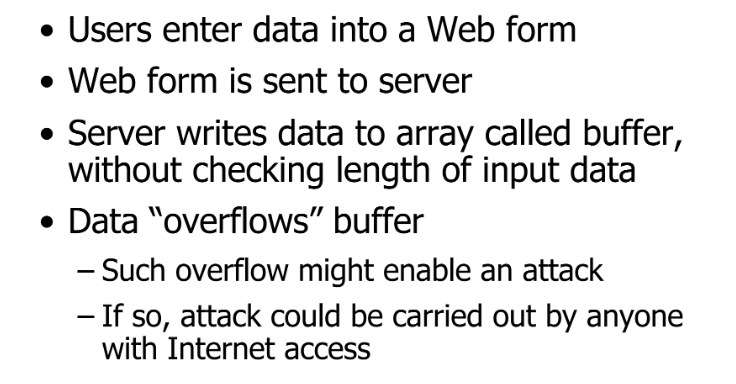 • Users enter data into a Web form
• Web form is sent to server
• Server writes data to array called buffer,
without checking length of input data
• Data “overflows” buffer
– Such overflow might enable an attack
– If so, attack could be carried out by anyone
with Internet access